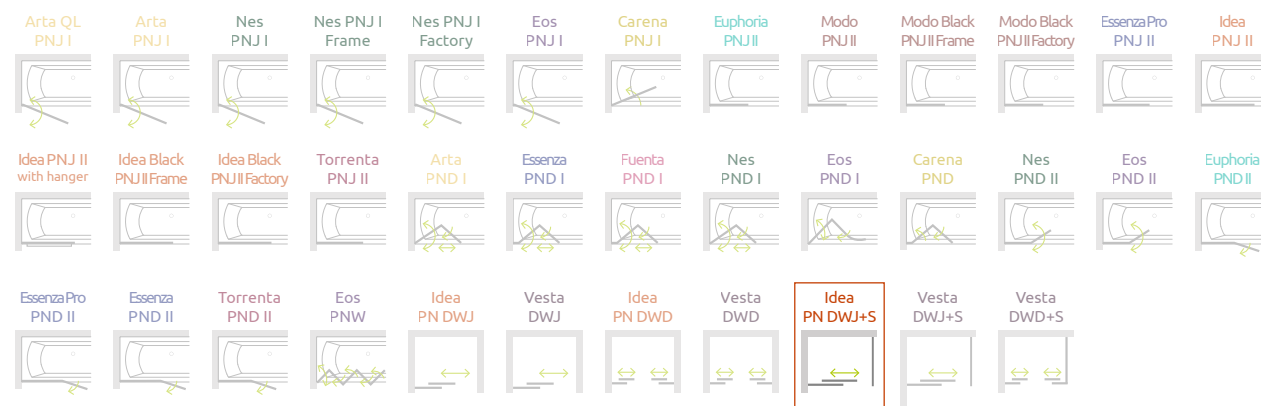 Arta QL
PNJ I
Arta
PNJ I
Nes
PNJ I
Nes PNJ I
Frame
Nes PNJ I
Factory
Eos
PNJ I
Carena
PNJ I
Euphoria
PNJ II
Modo
PNJ II
Modo Black
PNJ II Frame
Modo Black
PNJ II Factory
Essenza Pro
PNJ II
Idea
PNJ II
Idea PNJ II
with hanger
Idea Black
PNJ II Frame
Idea Black
PNJ II Factory
Torrenta
PNJ II
Arta
PND I
Essenza
PND I
Fuenta
PND I
Nes
PND I
Eos
PND I
Carena
PND
Nes
PND II
Eos
PND II
Euphoria
PND II
Essenza Pro
PND II
Essenza
PND II
Torrenta
PND II
Eos
PNW
Idea
PN DWJ
Vesta
DWJ
Idea
PN DWD
Vesta
DWD
Idea
PN DWJ+S
Vesta
DWJ+S
Vesta
DWD+S